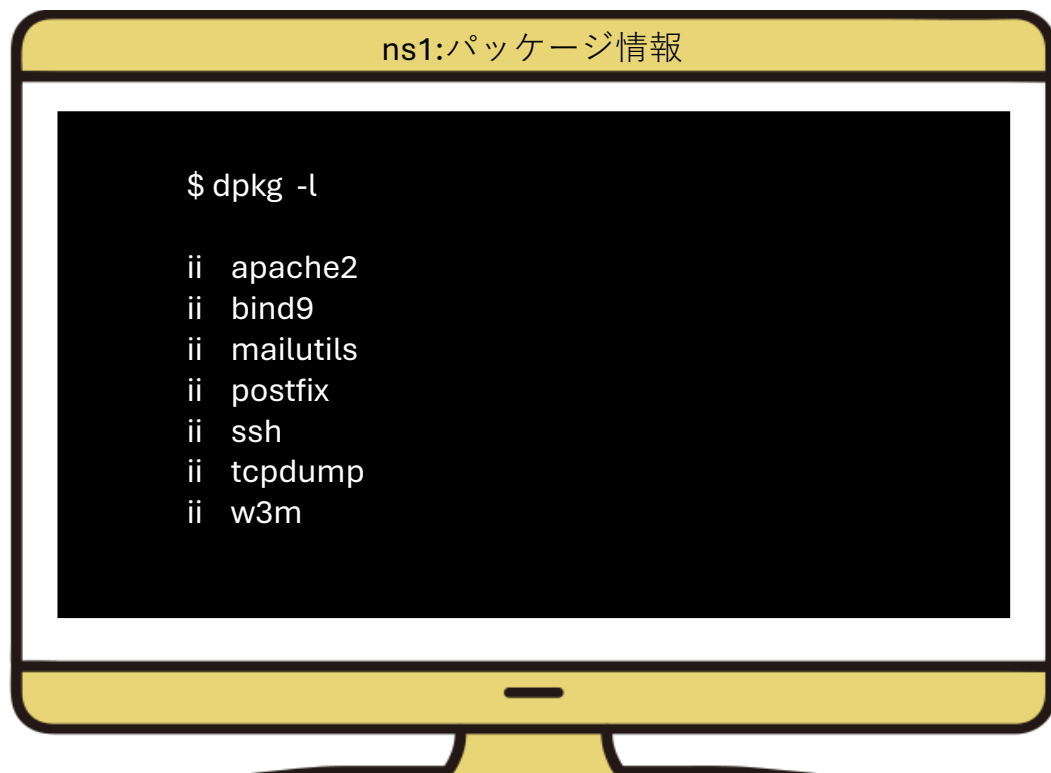 ns1:パッケージ情報
$ dpkg -l
ii apache2
ii bind9
ii mailutils
ii postfix
ii ssh
ii tcpdump
ii w3m